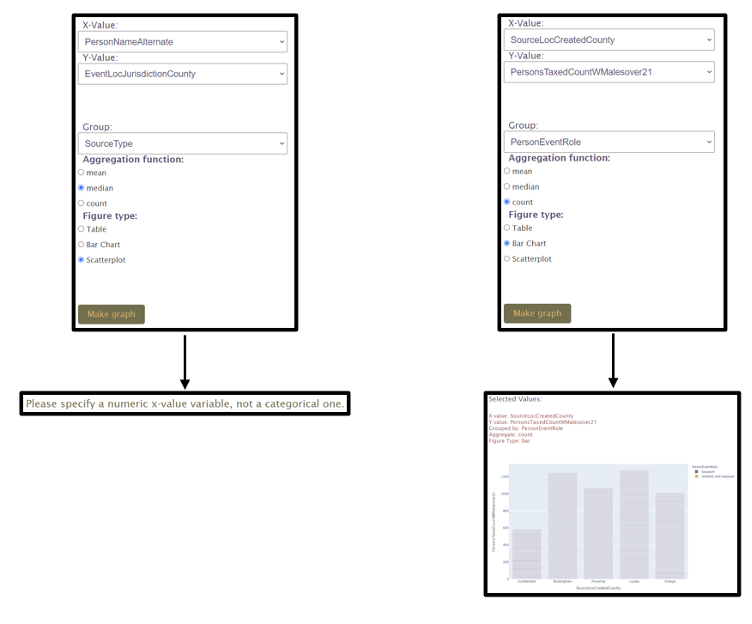 X-Value:
PersonNameAlternate
Y-Value:
EventLocJurisdictionCounty
Group:
SourceType
Aggregation function:
mean
median
count
Figure type:
Table
Bar Chart
Scatterplot
Make graph
Please specify a numeric x-value variable, not a categorical one.
X-Value:
SourceLocCreatedCounty
Y-Value:
PersonsTaxedCountWMalesover21
Group:
PersonEventRole
Aggregation function:
mean
median
count
Figure type:
Table
Bar Chart
Scatterplot
Make graph
Selected Values:
X-value: SourceLocCreatedCounty
Y-value: PersonsTaxedCountWMalesover21
Grouped by: PersonEventRole
Aggregate: count
Figure Type: bar
PersonEventRole
taxpayer
PersonsTaxedCountWMalesover21
1200
1000
800
600
400
200
0
Cumberland
Buckingham
Fluvanna
Louisa
Orange
SourceLocCreatedCounty